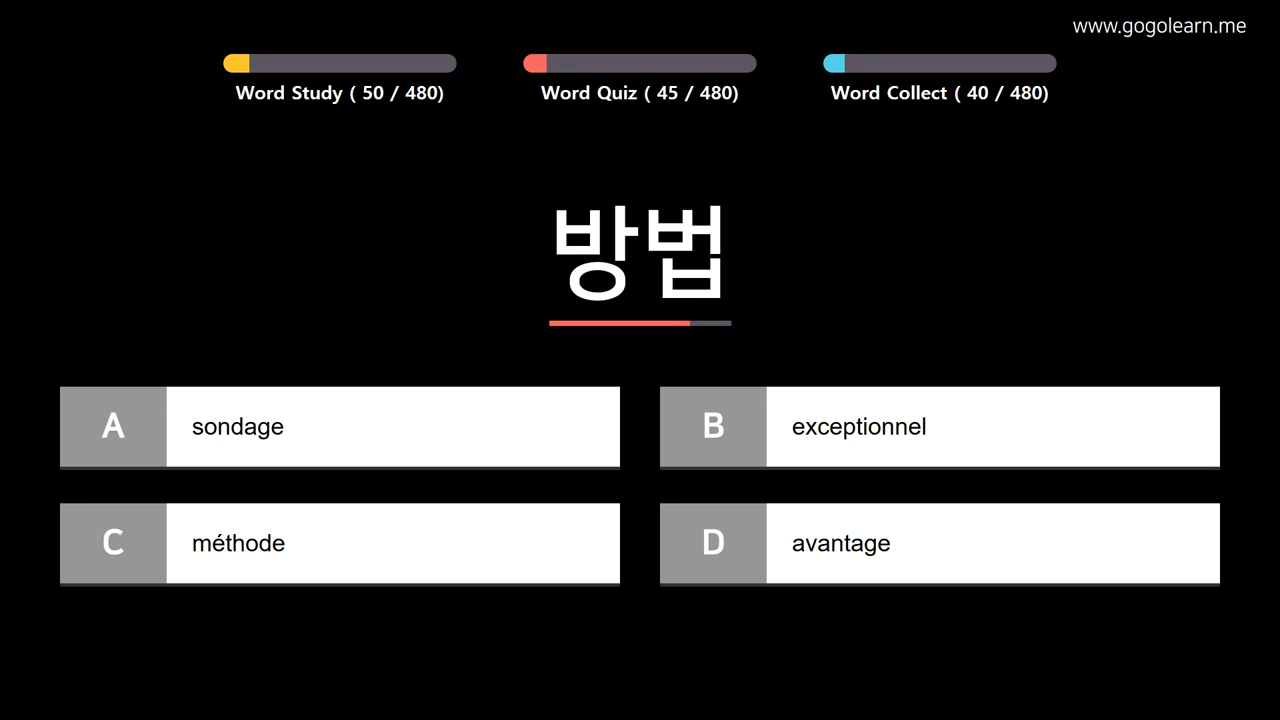 www.gogolearn.me
Word Study ( 50 / 480)
Word Quiz ( 45 / 480)
Word Collect ( 40 / 480)
방법
A sondage
B exceptionnel
C méthode
D avantage